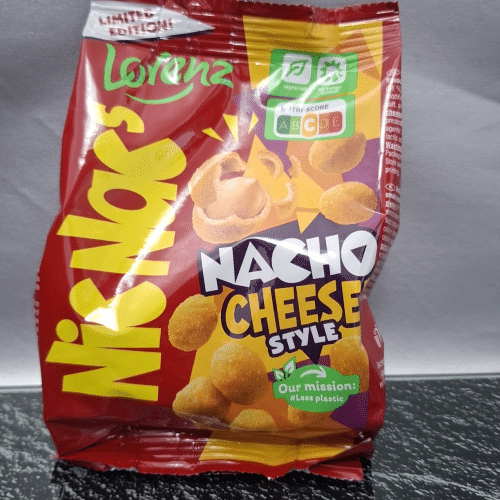 LIMITED
EDITION!
Lorenz
NUTRI-SCORE
A B C D E
NicNac's
NACHO
CHEESE
STYLE
Our mission:
#Less plastic